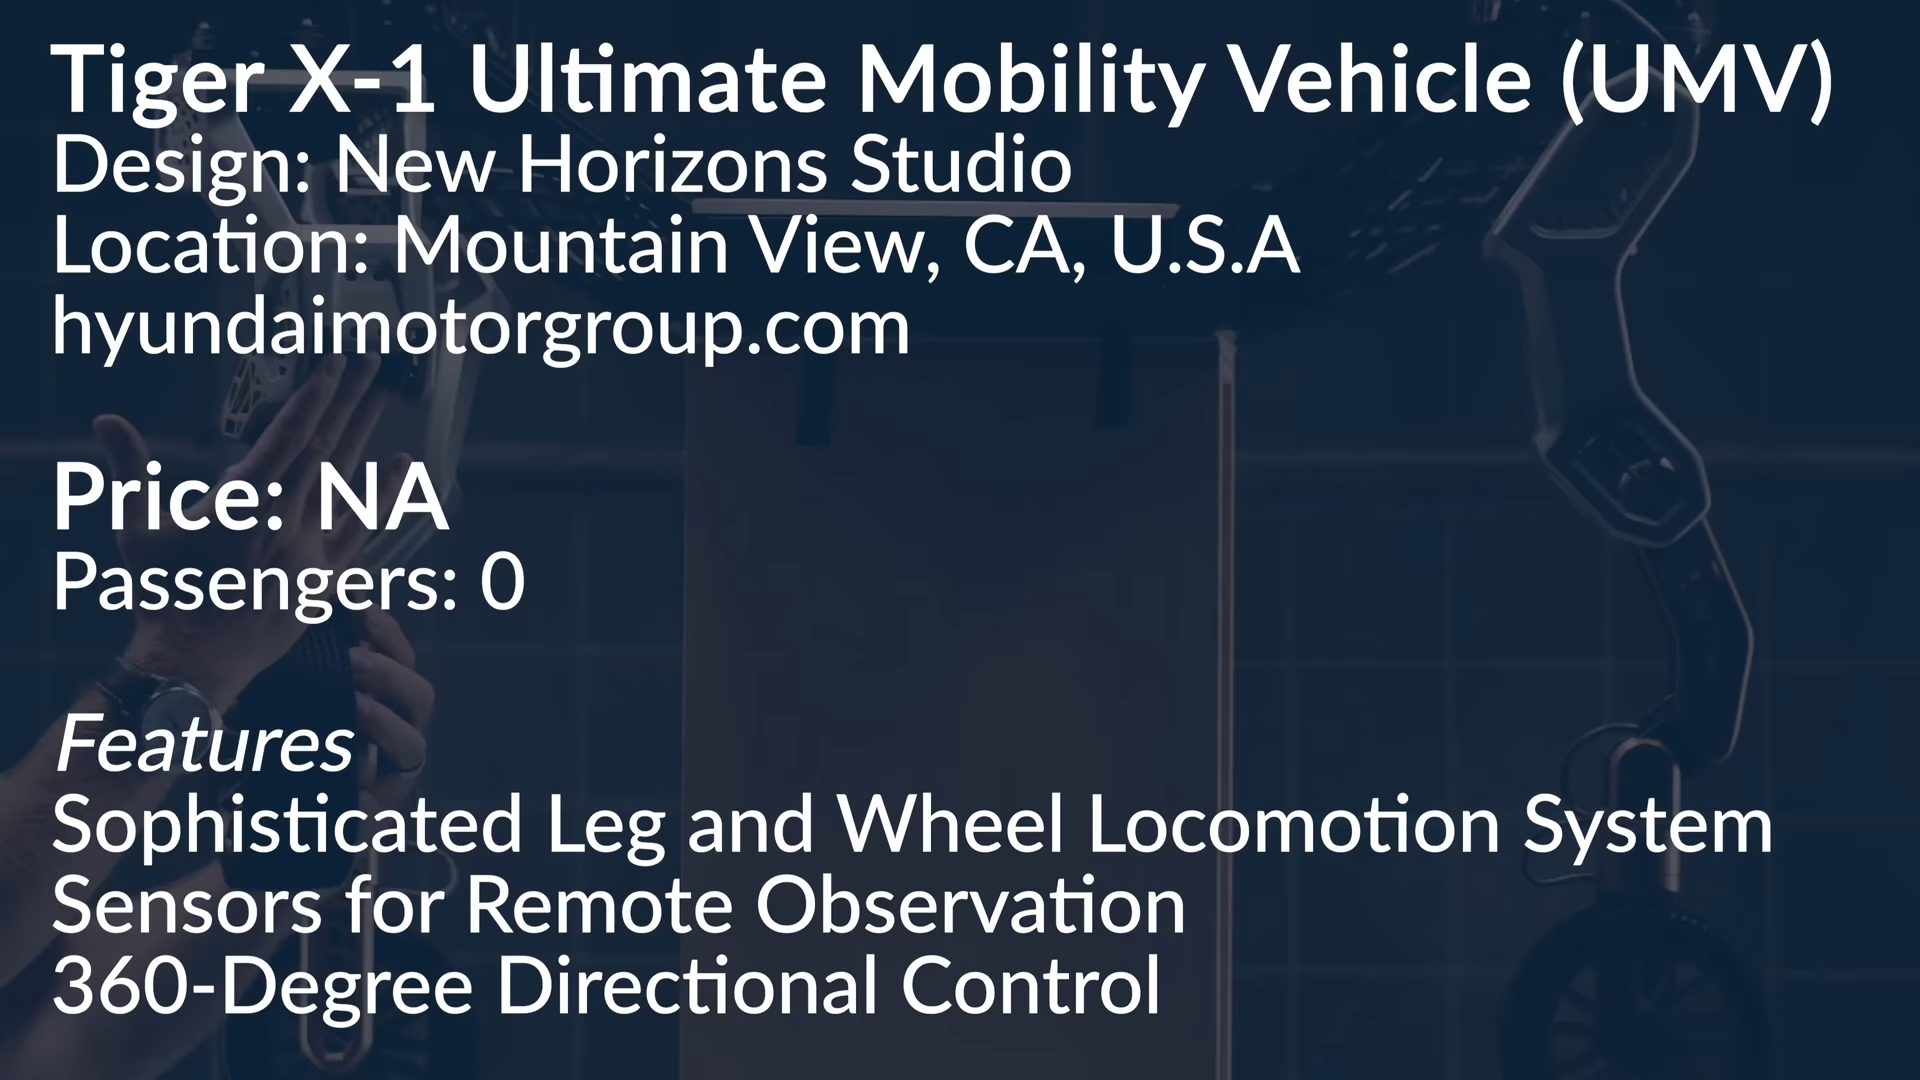 Tiger X-1 Ultimate Mobility Vehicle (UMV)
Design: New Horizons Studio
Location: Mountain View, CA, U.S.A
hyundaimotorgroup.com
Price: NA
Passengers: 0
Features
Sophisticated Leg and Wheel Locomotion System
Sensors for Remote Observation
360-Degree Directional Control